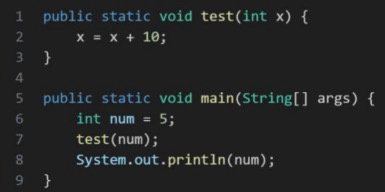 1 public static void test(int x) {
2     x = x + 10;
3 }
4
5 public static void main(String[] args) {
6     int num = 5;
7     test(num);
8     System.out.println(num);
9 }